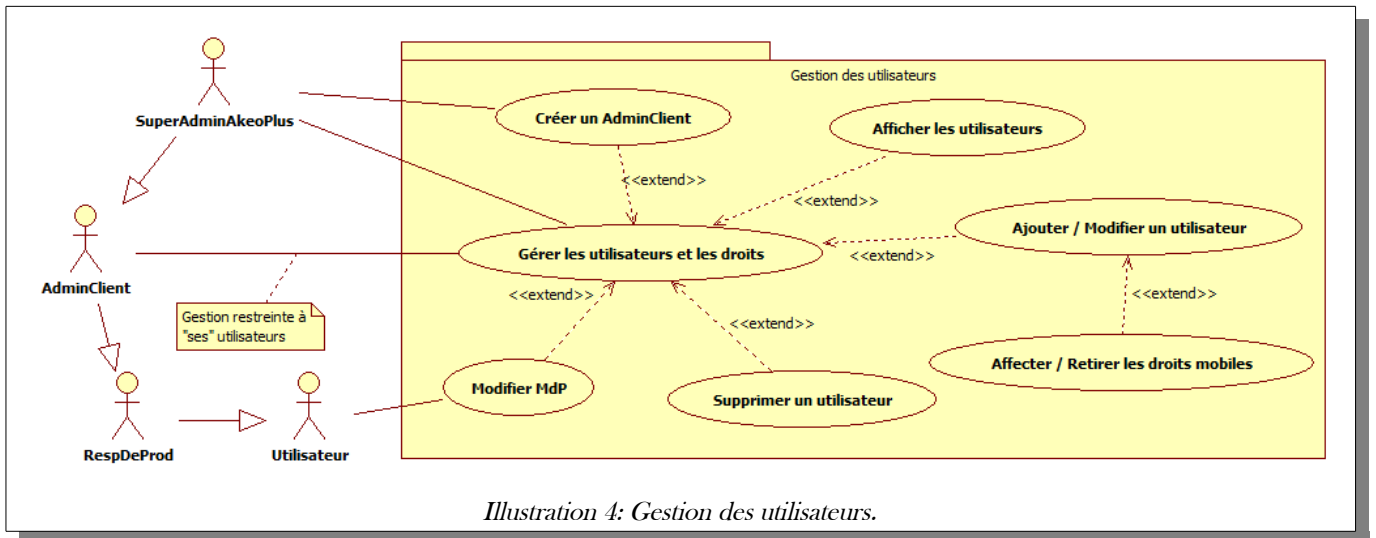 Gestion des utilisateurs
SuperAdminAkeoPlus
Créer un AdminClient
Afficher les utilisateurs
<<extend>>
<<extend>>
Ajouter / Modifier un utilisateur
Gérer les utilisateurs et les droits
<<extend>>
AdminClient
<<extend>>
<<extend>>
<<extend>>
Gestion restreinte à
"ses" utilisateurs
Affecter / Retirer les droits mobiles
Modifier MdP
Supprimer un utilisateur
RespDeProd
Utilisateur
Illustration 4: Gestion des utilisateurs.